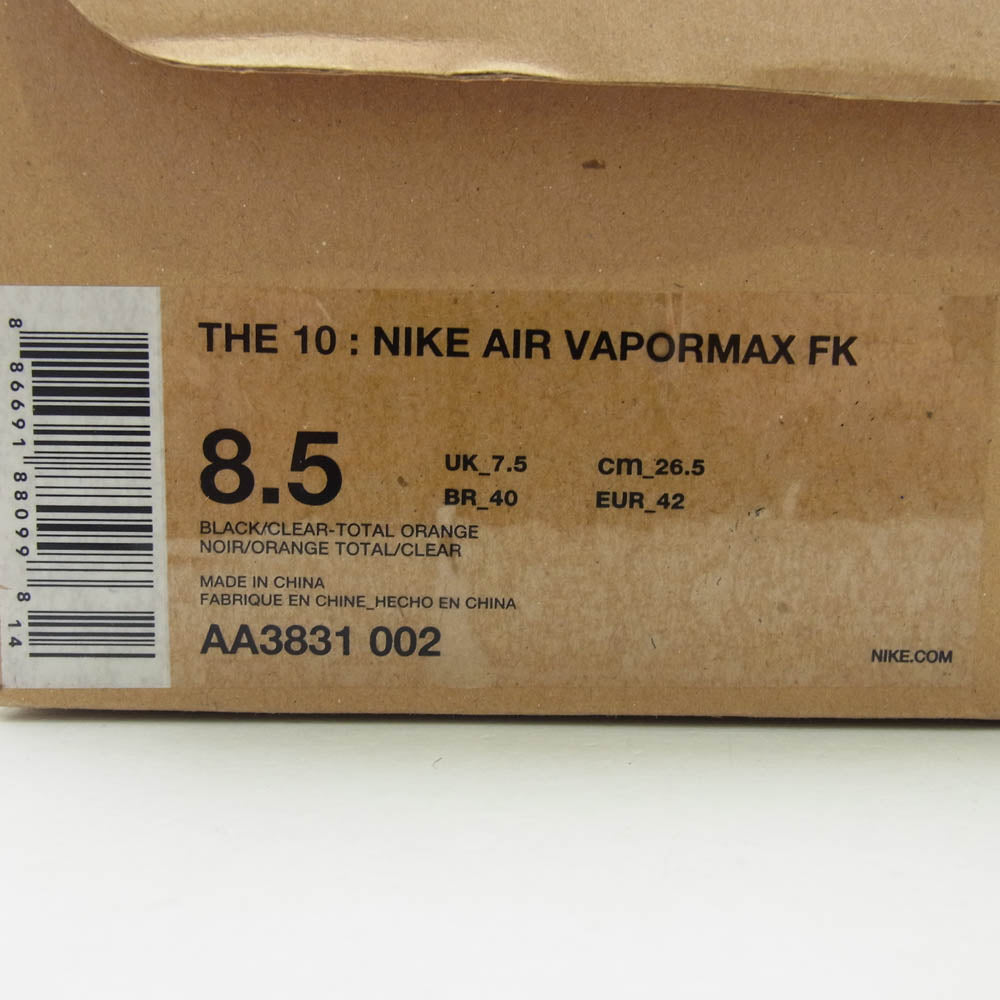 THE 10 : NIKE AIR VAPORMAX FK
8.5
UK_7.5 cm_26.5
BR_40 EUR_42
BLACK/CLEAR-TOTAL ORANGE
NOIR/ORANGE TOTAL/CLEAR
MADE IN CHINA
FABRIQUE EN CHINE_HECHO EN CHINA
AA3831 002
NIKE.COM
8 86691 88099 8 14